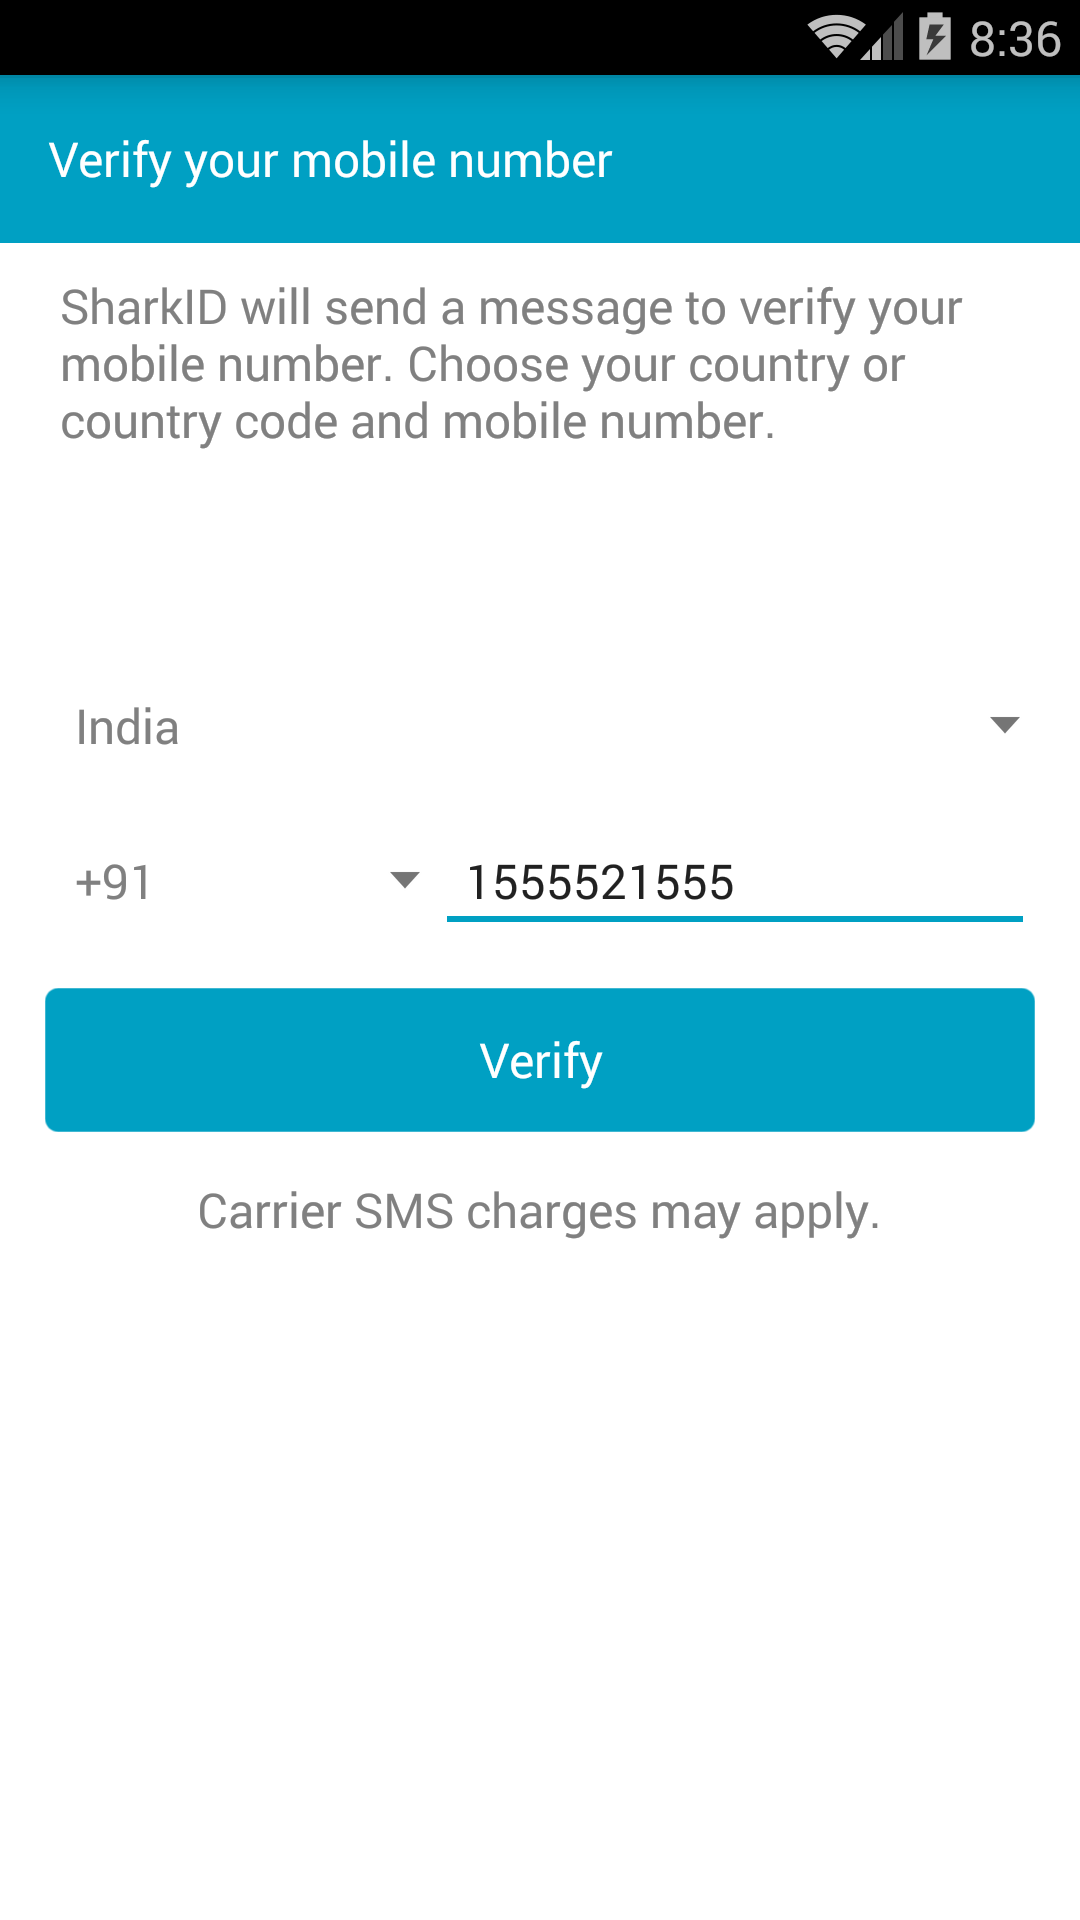 8:36
Verify your mobile number
SharkID will send a message to verify your
mobile number. Choose your country or
country code and mobile number.
India
+91
1555521555
Verify
Carrier SMS charges may apply.